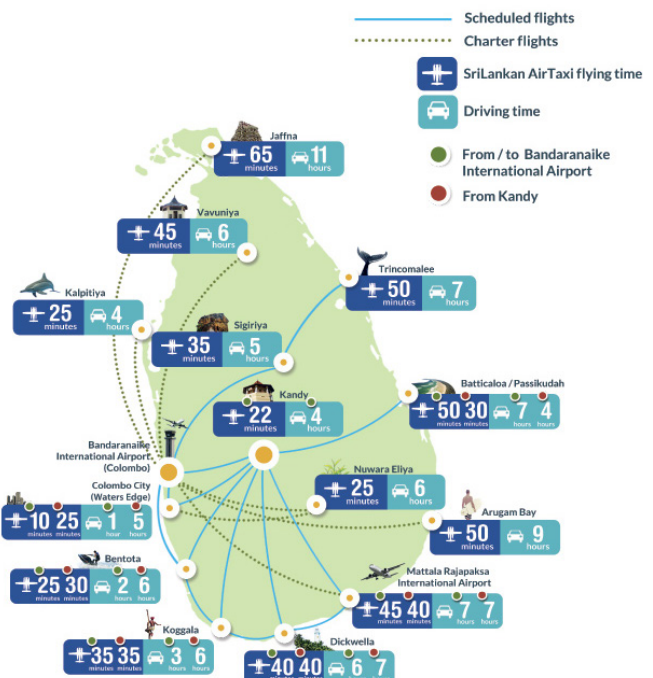 Scheduled flights
Charter flights
SriLankan AirTaxi flying time
Driving time
From / to Bandaranaike
International Airport
From Kandy
Jaffna
65 11
minutes hours
Vavuniya
45 6
minutes hours
Trincomalee
50 7
minutes hours
Kalpitiya
25 4
minutes hours
Sigiriya
35 5
minutes hours
Batticaloa / Passikudah
50 30 7 4
minutes minutes hours hours
Kandy
22 4
minutes hours
Bandaranaike
International Airport
(Colombo)
Colombo City
(Waters Edge)
10 25 1 5
minutes minutes hour hours
Nuwara Eliya
25 6
minutes hours
Arugam Bay
50 9
minutes hours
Bentota
25 30 2 6
minutes minutes hours hours
Mattala Rajapaksa
International Airport
45 40 7 7
minutes minutes hours hours
Koggala
35 35 3 6
minutes minutes hours hours
Dickwella
40 40 6 7